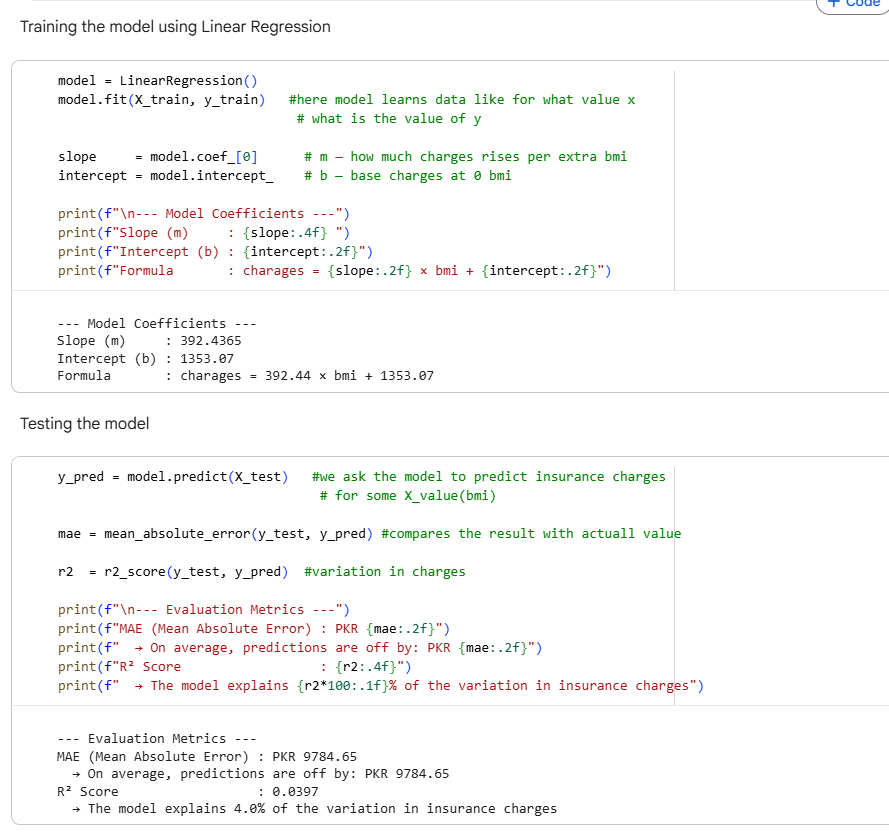 + Code
Training the model using Linear Regression
model = LinearRegression()
model.fit(X_train, y_train)   #here model learns data like for what value x
# what is the value of y
slope     = model.coef_[0]      # m — how much charges rises per extra bmi
intercept = model.intercept_    # b — base charges at 0 bmi
print(f"\n--- Model Coefficients ---")
print(f"Slope (m)     : {slope:.4f} ")
print(f"Intercept (b) : {intercept:.2f}")
print(f"Formula       : charages = {slope:.2f} × bmi + {intercept:.2f}")
--- Model Coefficients ---
Slope (m)     : 392.4365
Intercept (b) : 1353.07
Formula       : charages = 392.44 × bmi + 1353.07
Testing the model
y_pred = model.predict(X_test)   #we ask the model to predict insurance charges
# for some X_value(bmi)
mae = mean_absolute_error(y_test, y_pred) #compares the result with actuall value
r2  = r2_score(y_test, y_pred)  #variation in charges
print(f"\n--- Evaluation Metrics ---")
print(f"MAE (Mean Absolute Error) : PKR {mae:.2f}")
print(f"  → On average, predictions are off by: PKR {mae:.2f}")
print(f"R² Score                  : {r2:.4f}")
print(f"  → The model explains {r2*100:.1f}% of the variation in insurance charges")
--- Evaluation Metrics ---
MAE (Mean Absolute Error) : PKR 9784.65
  → On average, predictions are off by: PKR 9784.65
R² Score                  : 0.0397
  → The model explains 4.0% of the variation in insurance charges